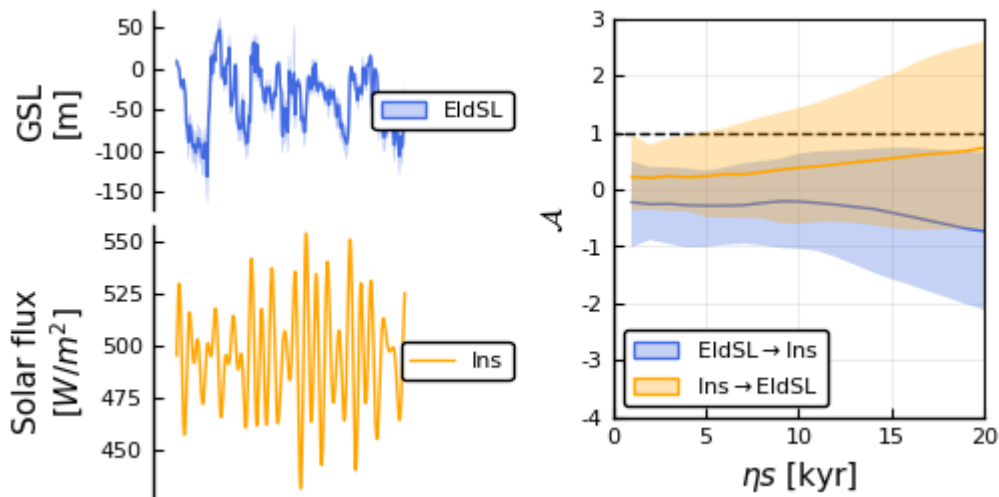 GSL
[m]
50
0
-50
-100
-150
EldSL
Solar flux
[W/m²]
550
525
500
475
450
Ins
𝒜
3
2
1
0
-1
-2
-3
-4
EldSL → Ins
Ins → EldSL
0
5
10
15
20
ηs [kyr]